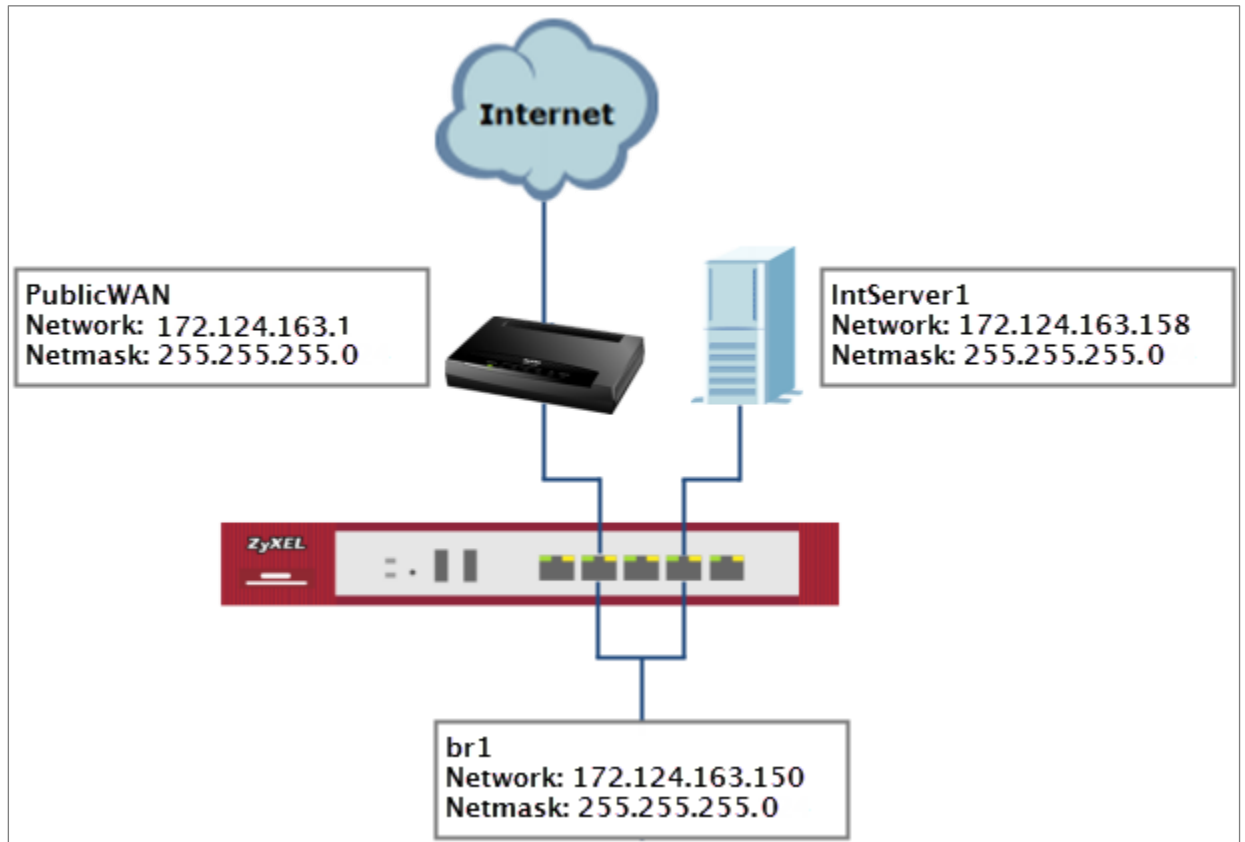 Internet
PublicWAN
Network: 172.124.163.1
Netmask: 255.255.255.0
IntServer1
Network: 172.124.163.158
Netmask: 255.255.255.0
ZyXEL
br1
Network: 172.124.163.150
Netmask: 255.255.255.0